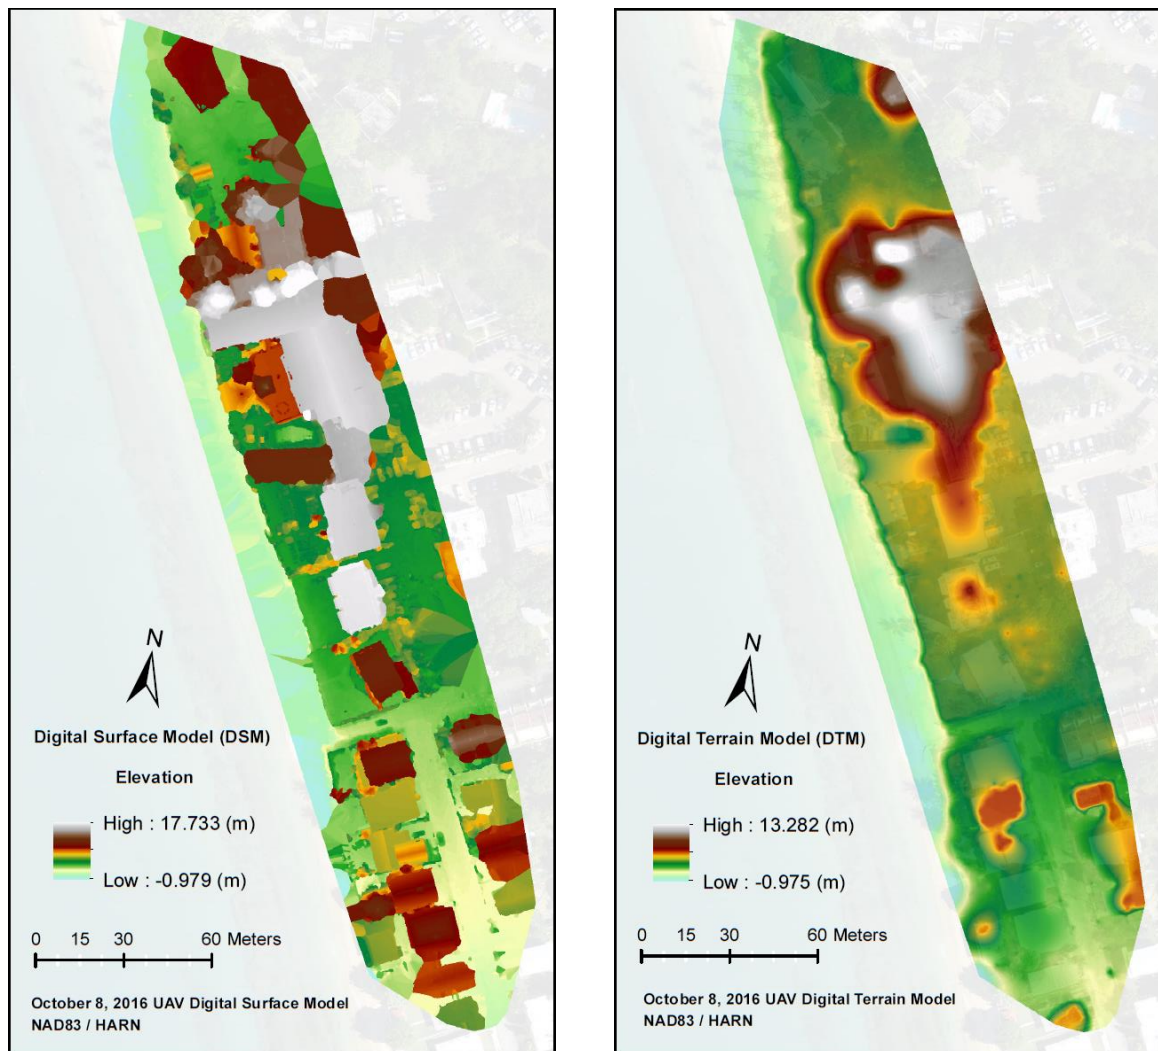 N
Digital Surface Model (DSM)
Elevation
High : 17.733 (m)
Low : -0.979 (m)
0 15 30 60 Meters
October 8, 2016 UAV Digital Surface Model
NAD83 / HARN
N
Digital Terrain Model (DTM)
Elevation
High : 13.282 (m)
Low : -0.975 (m)
0 15 30 60 Meters
October 8, 2016 UAV Digital Terrain Model
NAD83 / HARN